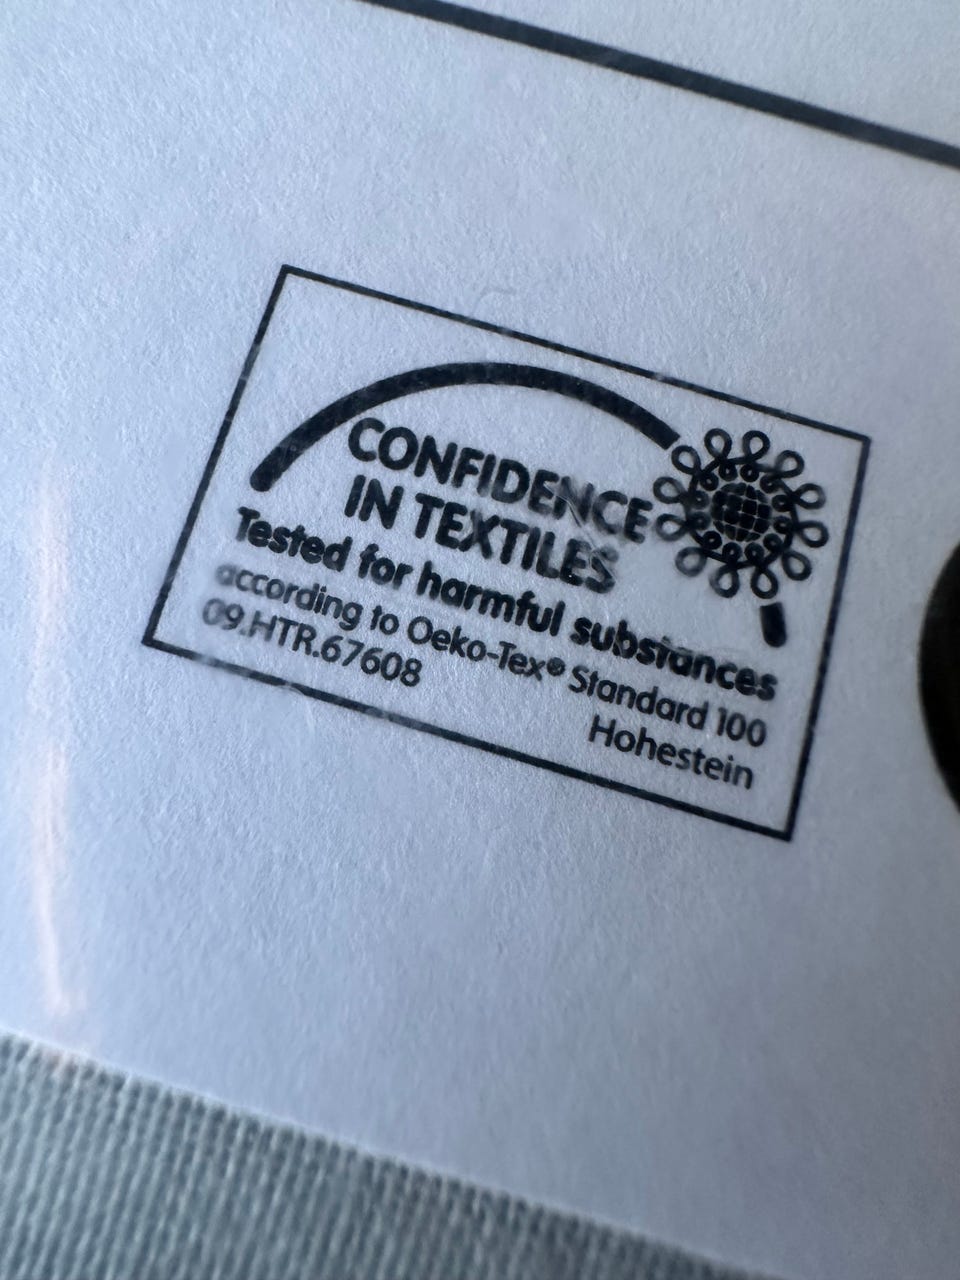 CONFIDENCE
IN TEXTILES
Tested for harmful substances
according to Oeko-Tex® Standard 100
09.HTR.67608
Hohestein